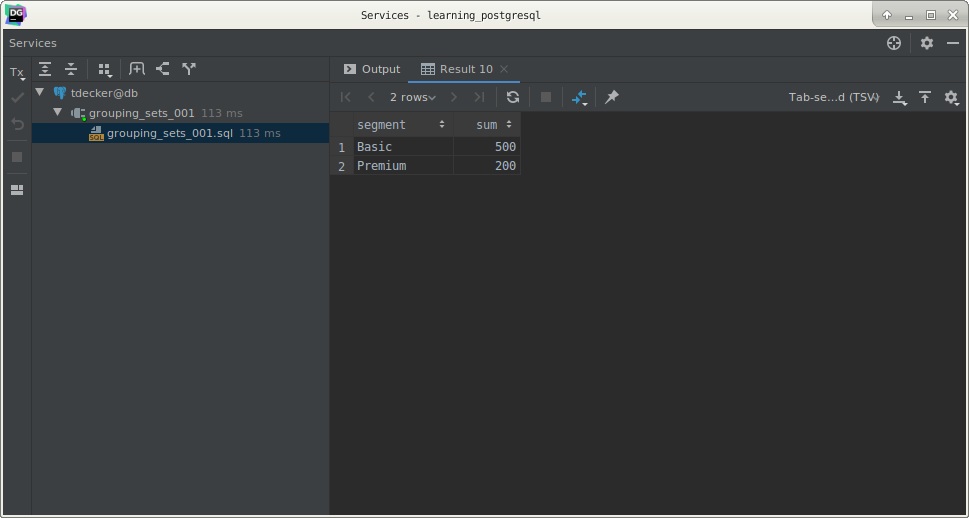 DG
Services - learning_postgresql
Services
Tx
Output
Result 10
tdecker@db
2 rows
Tab-se...d (TSV)
grouping_sets_001 113 ms
SQL
grouping_sets_001.sql 113 ms
segment sum
1 Basic 500
2 Premium 200